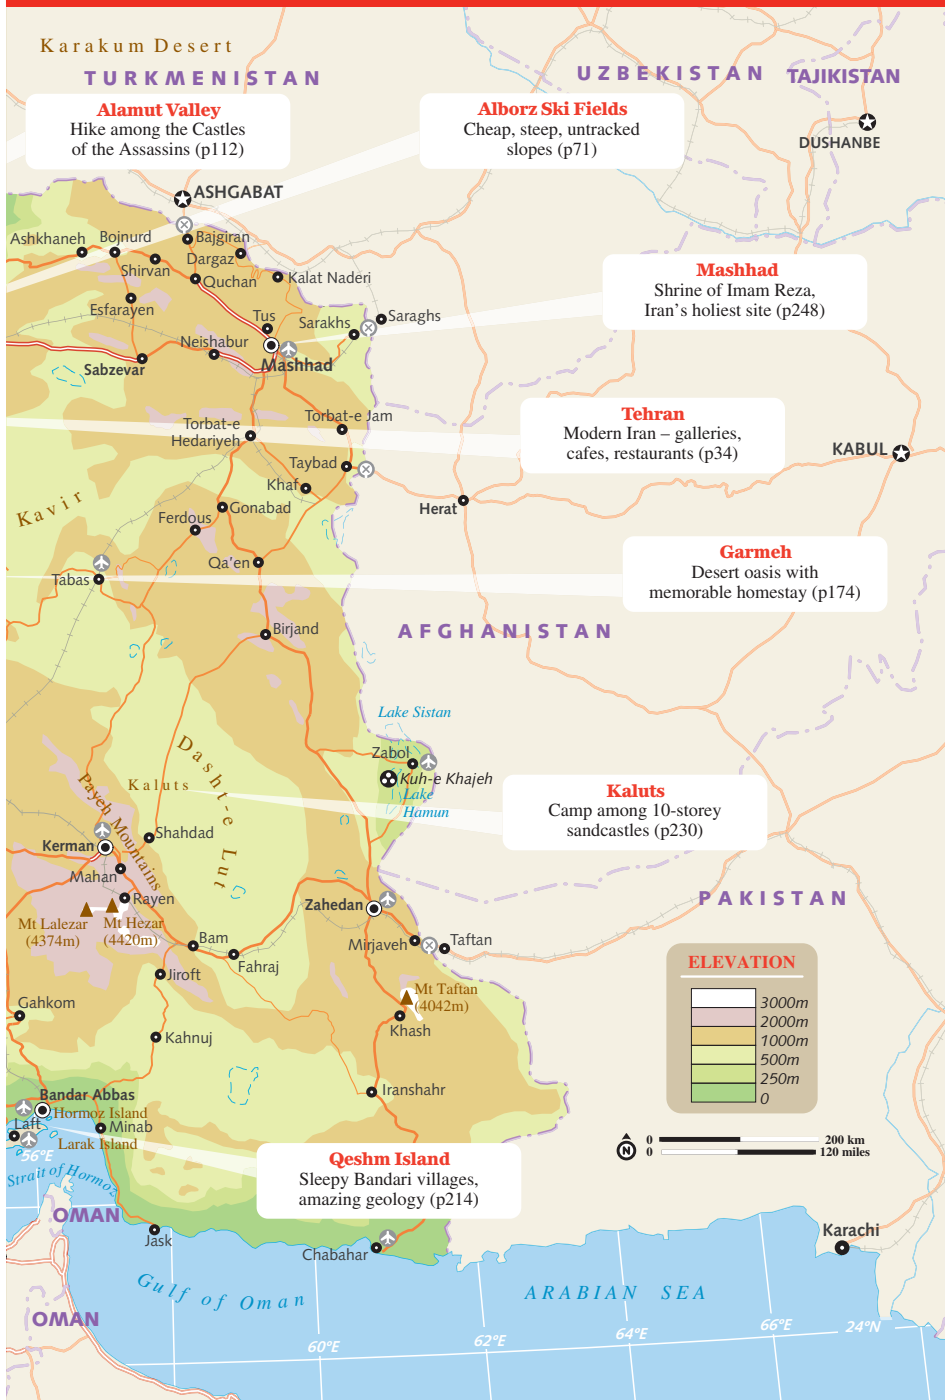 Karakum Desert
TURKMENISTAN
UZBEKISTAN
TAJIKISTAN
Alamut Valley
Hike among the Castles
of the Assassins (p112)
Alborz Ski Fields
Cheap, steep, untracked
slopes (p71)
DUSHANBE
ASHGABAT
Ashkhaneh
Bojnurd
Bajgiran
Dargaz
Shirvan
Quchan
Kalat Naderi
Esfarayen
Mashhad
Shrine of Imam Reza,
Iran's holiest site (p248)
Tus
Sarakhs
Saraghs
Neishabur
Mashhad
Sabzevar
Torbat-e
Hedariyeh
Torbat-e Jam
Tehran
Modern Iran – galleries,
cafes, restaurants (p34)
KABUL
Taybad
Khaf
Kavir
Gonabad
Ferdous
Herat
Qa'en
Tabas
Garmeh
Desert oasis with
memorable homestay (p174)
Birjand
AFGHANISTAN
Lake Sistan
Zabol
Kuh-e Khajeh
Lake
Hamun
Dasht-e Lut
Kaluts
Payeh Mountains
Kaluts
Camp among 10-storey
sandcastles (p230)
Shahdad
Kerman
Mahan
Rayen
Mt Lalezar
(4374m)
Mt Hezar
(4420m)
Zahedan
PAKISTAN
Bam
Fahraj
Mirjaveh
Taftan
Jiroft
Mt Taftan
(4042m)
Khash
Gahkom
Kahnuj
ELEVATION
3000m
2000m
1000m
500m
250m
0
Iranshahr
Bandar Abbas
Hormoz Island
Laft
Minab
Larak Island
56°E
Strait of Hormoz
N
0 200 km
0 120 miles
Qeshm Island
Sleepy Bandari villages,
amazing geology (p214)
OMAN
Jask
Chabahar
Karachi
Gulf of Oman
ARABIAN SEA
OMAN
60°E
62°E
64°E
66°E
24°N